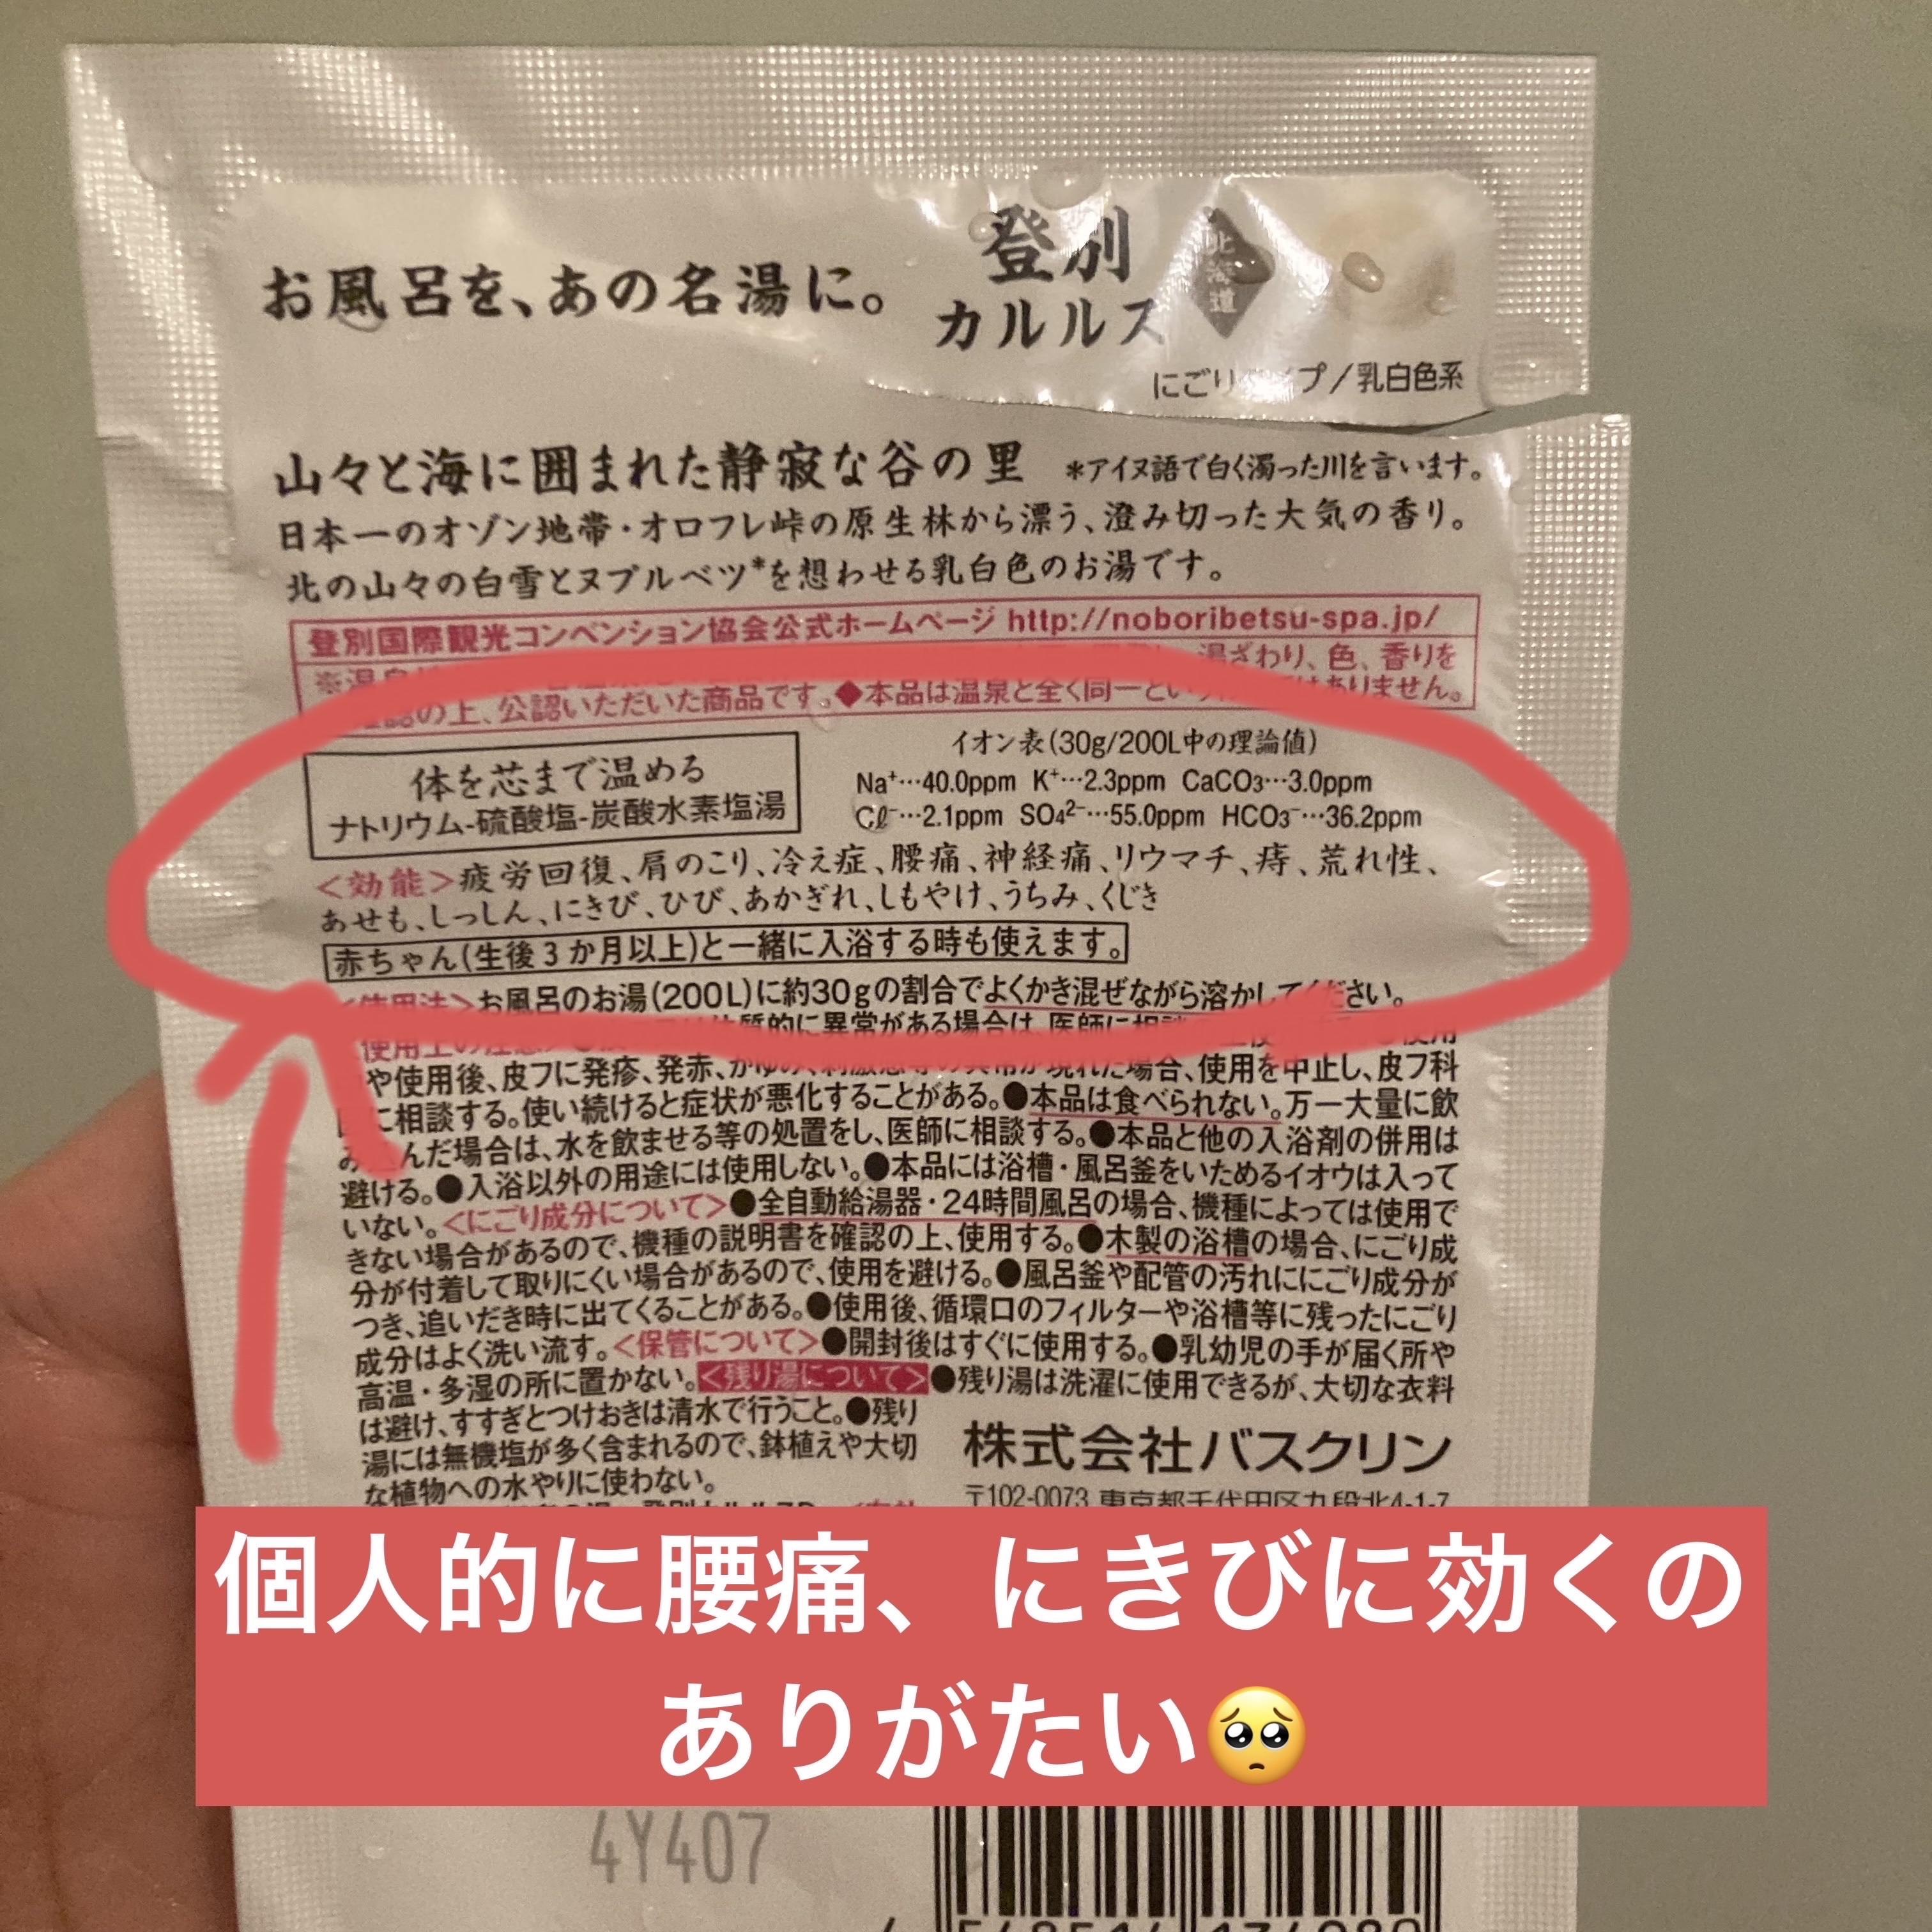 お風呂を、あの名湯に。
登別
カルルス
北海道
にごり プ/乳白色系
山々と海に囲まれた静寂な谷の里 *アイヌ語で白く濁った川を言います。
日本一のオゾン地帯・オロフレ峠の原生林から漂う、澄み切った大気の香り。
北の山々の白雪とヌプルベツ*を想わせる乳白色のお湯です。
登別国際観光コンベンション協会公式ホームページ http://noboribetsu-spa.jp/
※温泉 湯ざわり、色、香りを
の上、公認いただいた商品です。◆本品は温泉と全く同一という はありません。
体を芯まで温める
ナトリウム-硫酸塩-炭酸水素塩湯
イオン表(30g/200L中の理論値)
Na⁺…40.0ppm K⁺…2.3ppm CaCO₃…3.0ppm
Cℓ⁻…2.1ppm SO₄²⁻…55.0ppm HCO₃⁻…36.2ppm
<効能>疲労回復、肩のこり、冷え症、腰痛、神経痛、リウマチ、痔、荒れ性、
あせも、しっしん、にきび、ひび、あかぎれ、しもやけ、うちみ、くじき
赤ちゃん(生後3か月以上)と一緒に入浴する時も使えます。
<使用法>お風呂のお湯(200L)に約30gの割合でよくかき混ぜながら溶かしてください。
異常がある場合は、医師に相談 使用
や使用後、皮フに発疹、発赤、かゆみ、刺激感等の異常が現れた場合、使用を中止し、皮フ科
に相談する。使い続けると症状が悪化することがある。●本品は食べられない。万一大量に飲
み込んだ場合は、水を飲ませる等の処置をし、医師に相談する。●本品と他の入浴剤の併用は
避ける。●入浴以外の用途には使用しない。●本品には浴槽・風呂釜をいためるイオウは入って
いない。<にごり成分について>●全自動給湯器・24時間風呂の場合、機種によっては使用で
きない場合があるので、機種の説明書を確認の上、使用する。●木製の浴槽の場合、にごり成
分が付着して取りにくい場合があるので、使用を避ける。●風呂釜や配管の汚れににごり成分が
つき、追いだき時に出てくることがある。●使用後、循環口のフィルターや浴槽等に残ったにごり
成分はよく洗い流す。<保管について>●開封後はすぐに使用する。●乳幼児の手が届く所や
高温・多湿の所に置かない。<残り湯について>●残り湯は洗濯に使用できるが、大切な衣料
は避け、すすぎとつけおきは清水で行うこと。●残り
湯には無機塩が多く含まれるので、鉢植えや大切
な植物への水やりに使わない。
株式会社バスクリン
〒102-0073 東京都千代田区九段北4-1-7
個人的に腰痛、にきびに効くの
ありがたい🥺
4Y407